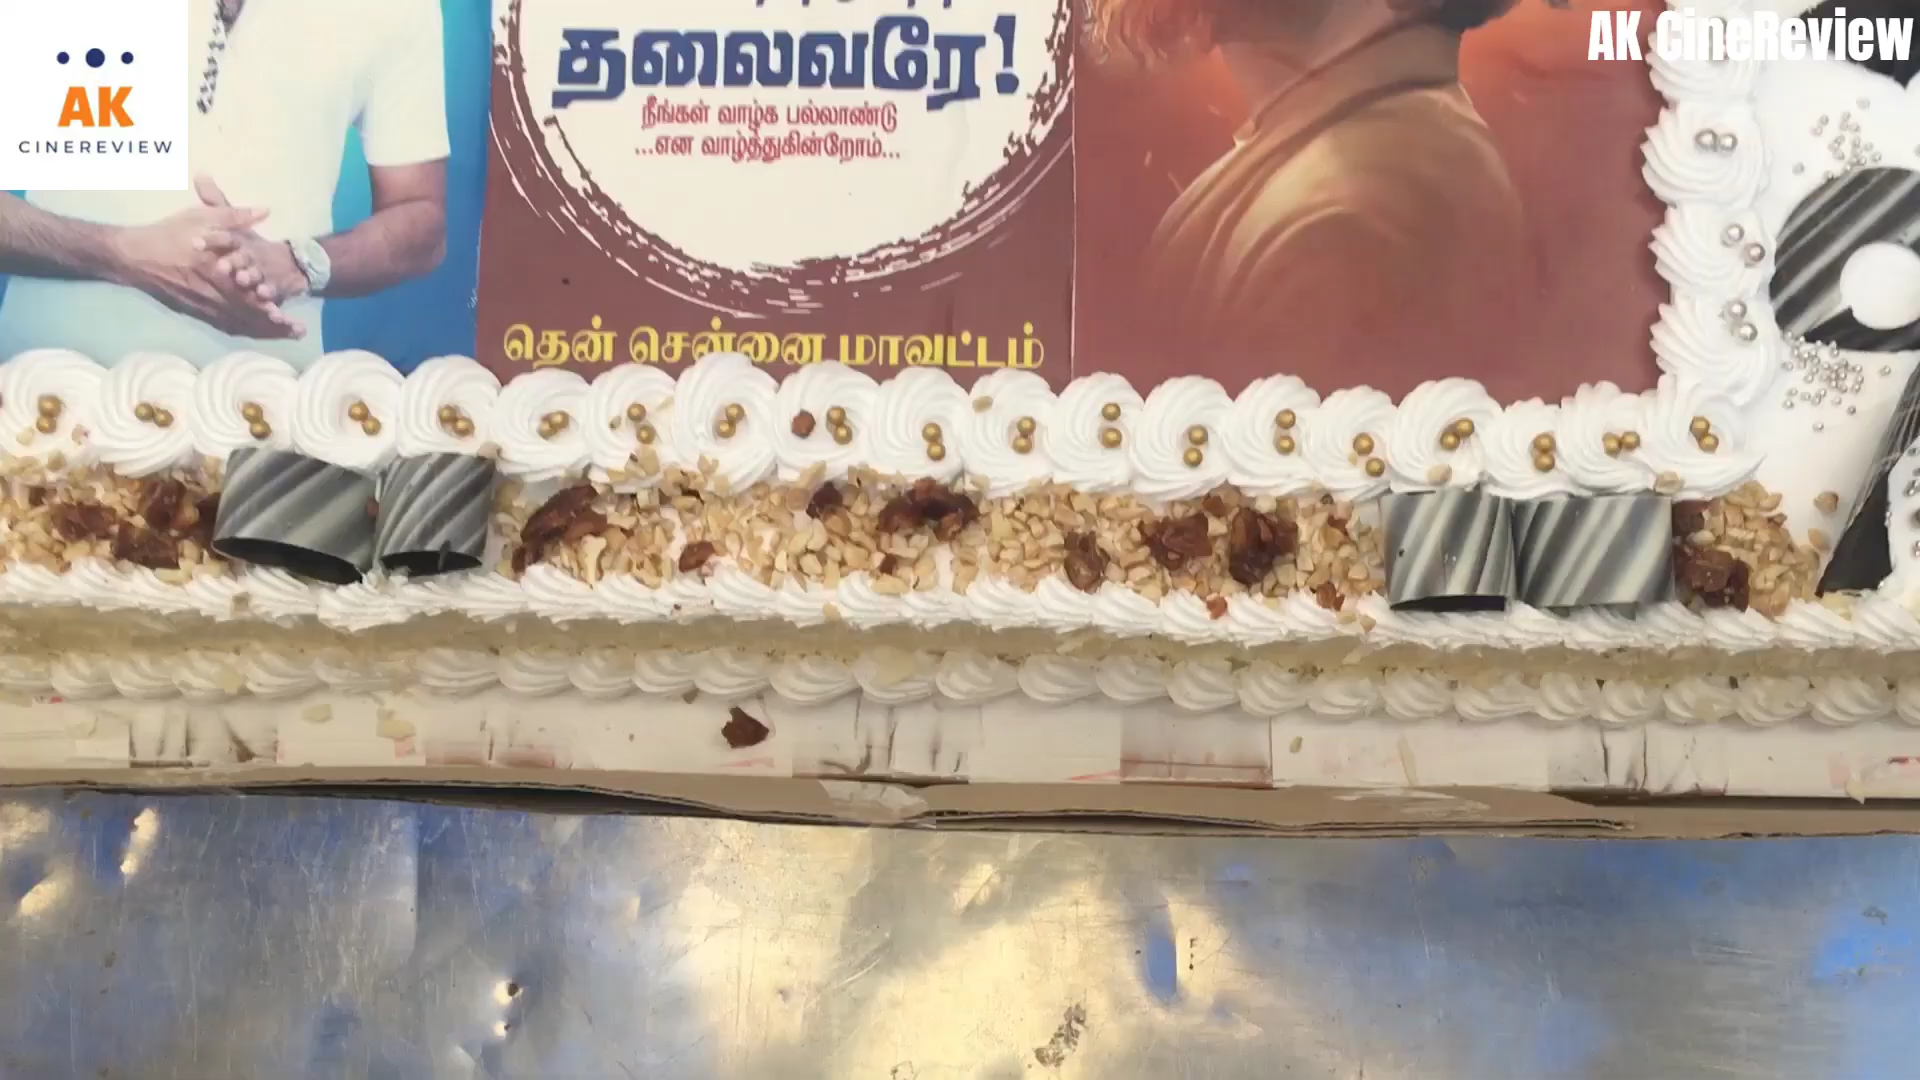 AK CineReview
AK
CINEREVIEW
தலைவரே!
நீங்கள் வாழ்க பல்லாண்டு
...என வாழ்த்துகின்றோம்...
தென் சென்னை மாவட்டம்